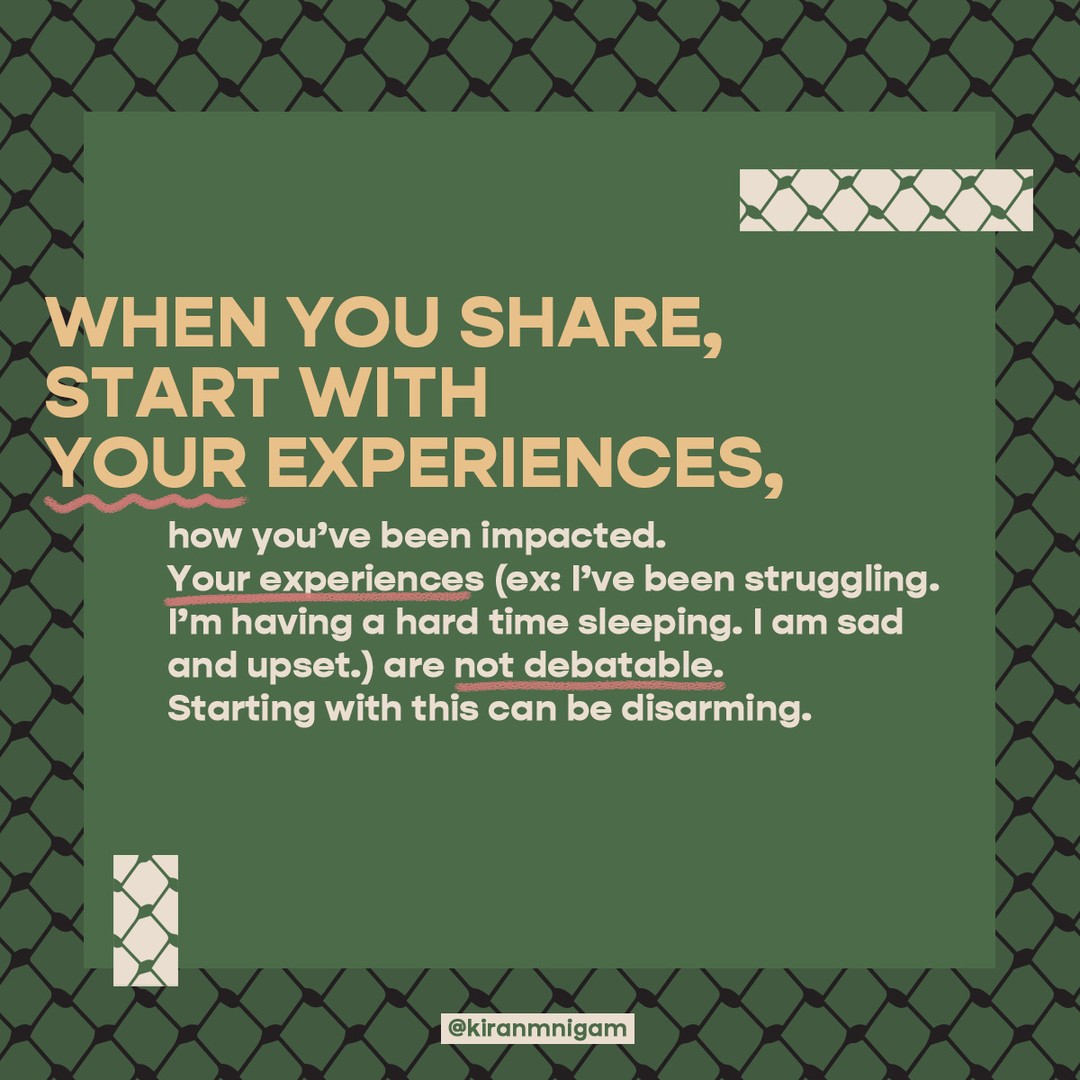 WHEN YOU SHARE,
START WITH
YOUR EXPERIENCES,
how you’ve been impacted.
Your experiences (ex: I’ve been struggling.
I’m having a hard time sleeping. I am sad
and upset.) are not debatable.
Starting with this can be disarming.
@kiranmnigam